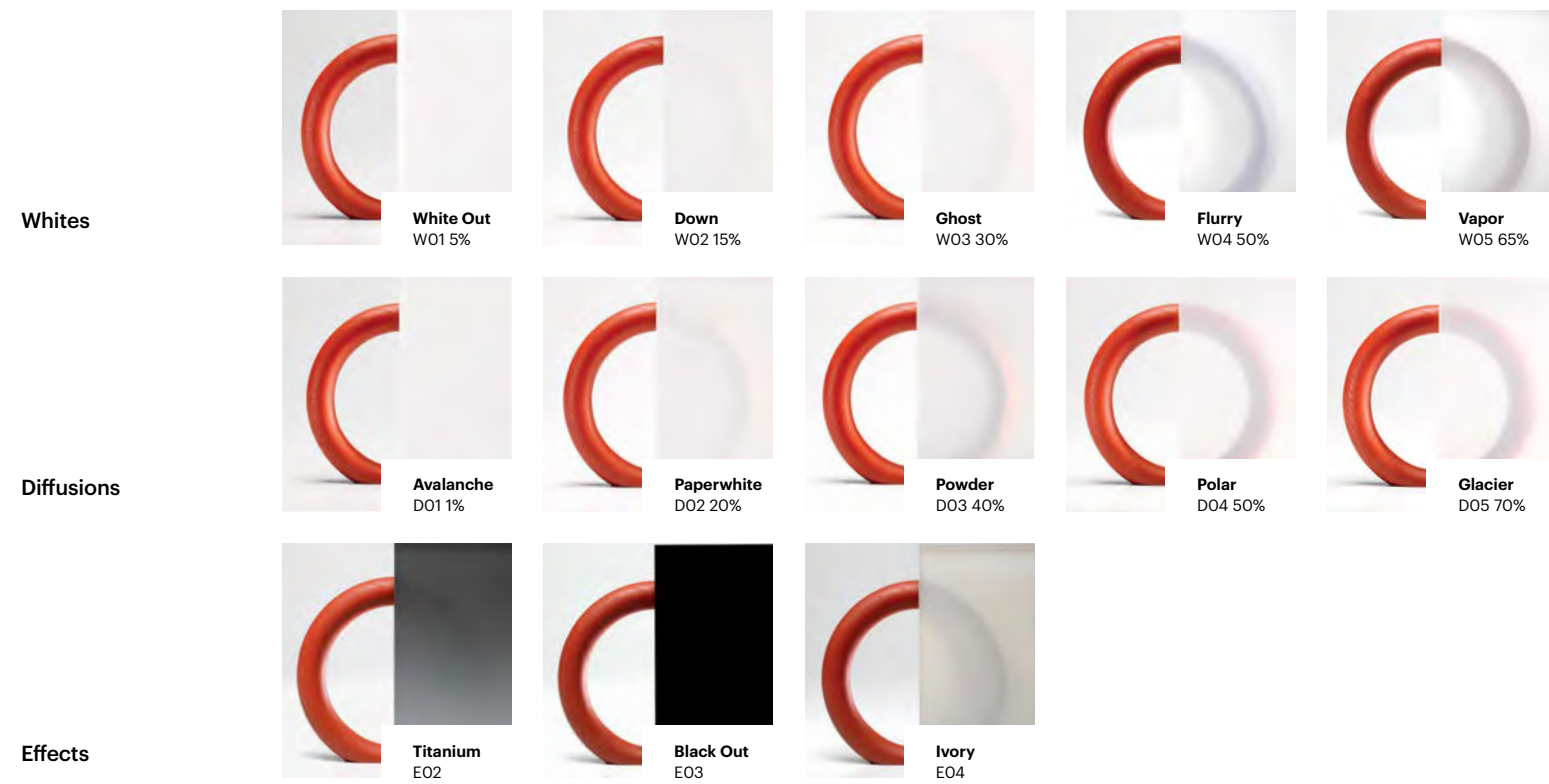 Whites
White Out
W01 5%
Down
W02 15%
Ghost
W03 30%
Flurry
W04 50%
Vapor
W05 65%
Diffusions
Avalanche
D01 1%
Paperwhite
D02 20%
Powder
D03 40%
Polar
D04 50%
Glacier
D05 70%
Effects
Titanium
E02
Black Out
E03
Ivory
E04